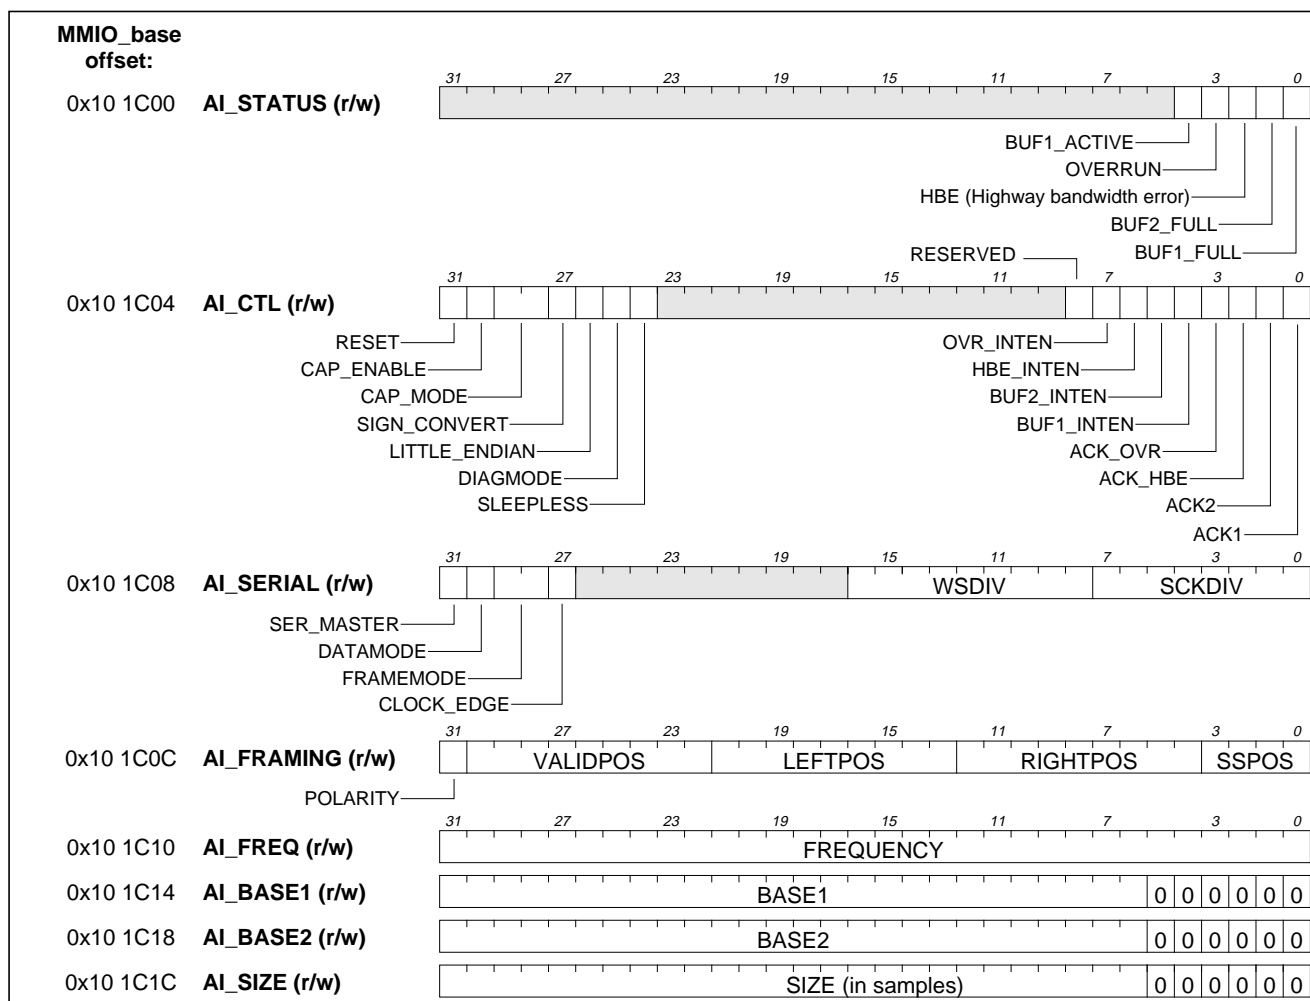 MMIO_base
offset:
31 27 23 19 15 11 7 3 0
0x10 1C00 AI_STATUS (r/w)
BUF1_ACTIVE
OVERRUN
HBE (Highway bandwidth error)
BUF2_FULL
BUF1_FULL
RESERVED
31 27 23 19 15 11 7 3 0
0x10 1C04 AI_CTL (r/w)
RESET OVR_INTEN
CAP_ENABLE HBE_INTEN
CAP_MODE BUF2_INTEN
SIGN_CONVERT BUF1_INTEN
LITTLE_ENDIAN ACK_OVR
DIAGMODE ACK_HBE
SLEEPLESS ACK2
ACK1
31 27 23 19 15 11 7 3 0
0x10 1C08 AI_SERIAL (r/w) WSDIV SCKDIV
SER_MASTER
DATAMODE
FRAMEMODE
CLOCK_EDGE
31 27 23 19 15 11 7 3 0
0x10 1C0C AI_FRAMING (r/w) VALIDPOS LEFTPOS RIGHTPOS SSPOS
POLARITY
31 27 23 19 15 11 7 3 0
0x10 1C10 AI_FREQ (r/w) FREQUENCY
0x10 1C14 AI_BASE1 (r/w) BASE1 0 0 0 0 0 0
0x10 1C18 AI_BASE2 (r/w) BASE2 0 0 0 0 0 0
0x10 1C1C AI_SIZE (r/w) SIZE (in samples) 0 0 0 0 0 0